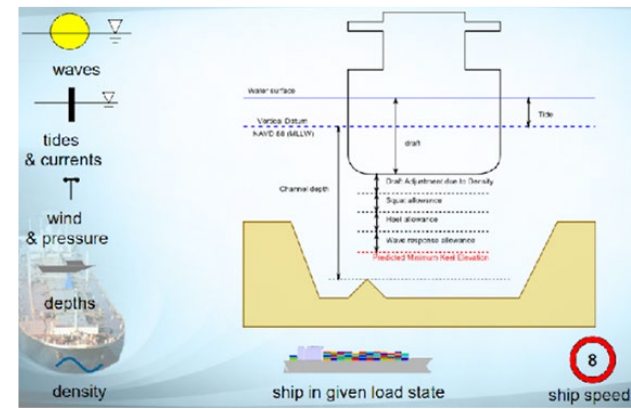 waves
tides
& currents
wind
& pressure
depths
density
Water surface
Vertical Datum
NAVD 88 (MLLW)
Tide
draft
Channel depth
Draft Adjustment due to Density
Squat allowance
Heel allowance
Wave response allowance
Predicted Minimum Keel Elevation
ship in given load state
8
ship speed